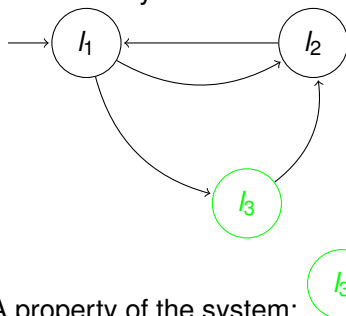 l₁ l₂
l₃
A property of the system: l₃